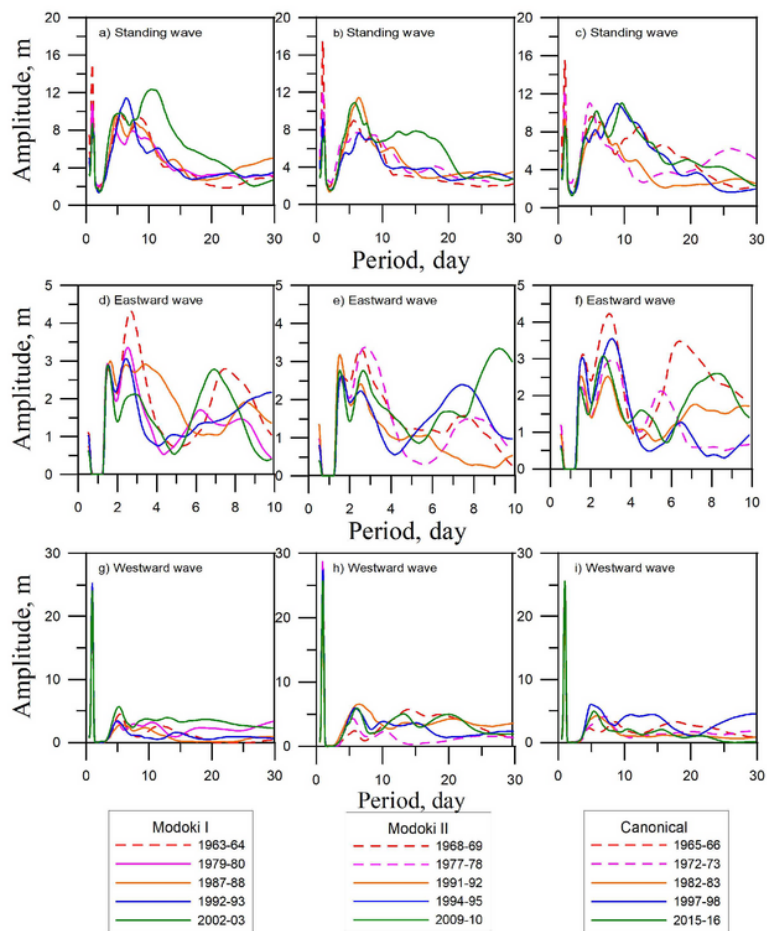 a) Standing wave
b) Standing wave
c) Standing wave
Amplitude, m
20 16 12 8 4 0
20 16 12 8 4 0
20 16 12 8 4 0
0 10 20 30
0 10 20 30
0 10 20 30
Period, day
d) Eastward wave
e) Eastward wave
f) Eastward wave
Amplitude, m
5 4 3 2 1 0
5 4 3 2 1 0
5 4 3 2 1 0
0 2 4 6 8 10
0 2 4 6 8 10
0 2 4 6 8 10
Period, day
g) Westward wave
h) Westward wave
i) Westward wave
Amplitude, m
30 20 10 0
30 20 10 0
30 20 10 0
0 10 20 30
0 10 20 30
0 10 20 30
Period, day
Modoki I
1963-64
1979-80
1987-88
1992-93
2002-03
Modoki II
1968-69
1977-78
1991-92
1994-95
2009-10
Canonical
1965-66
1972-73
1982-83
1997-98
2015-16